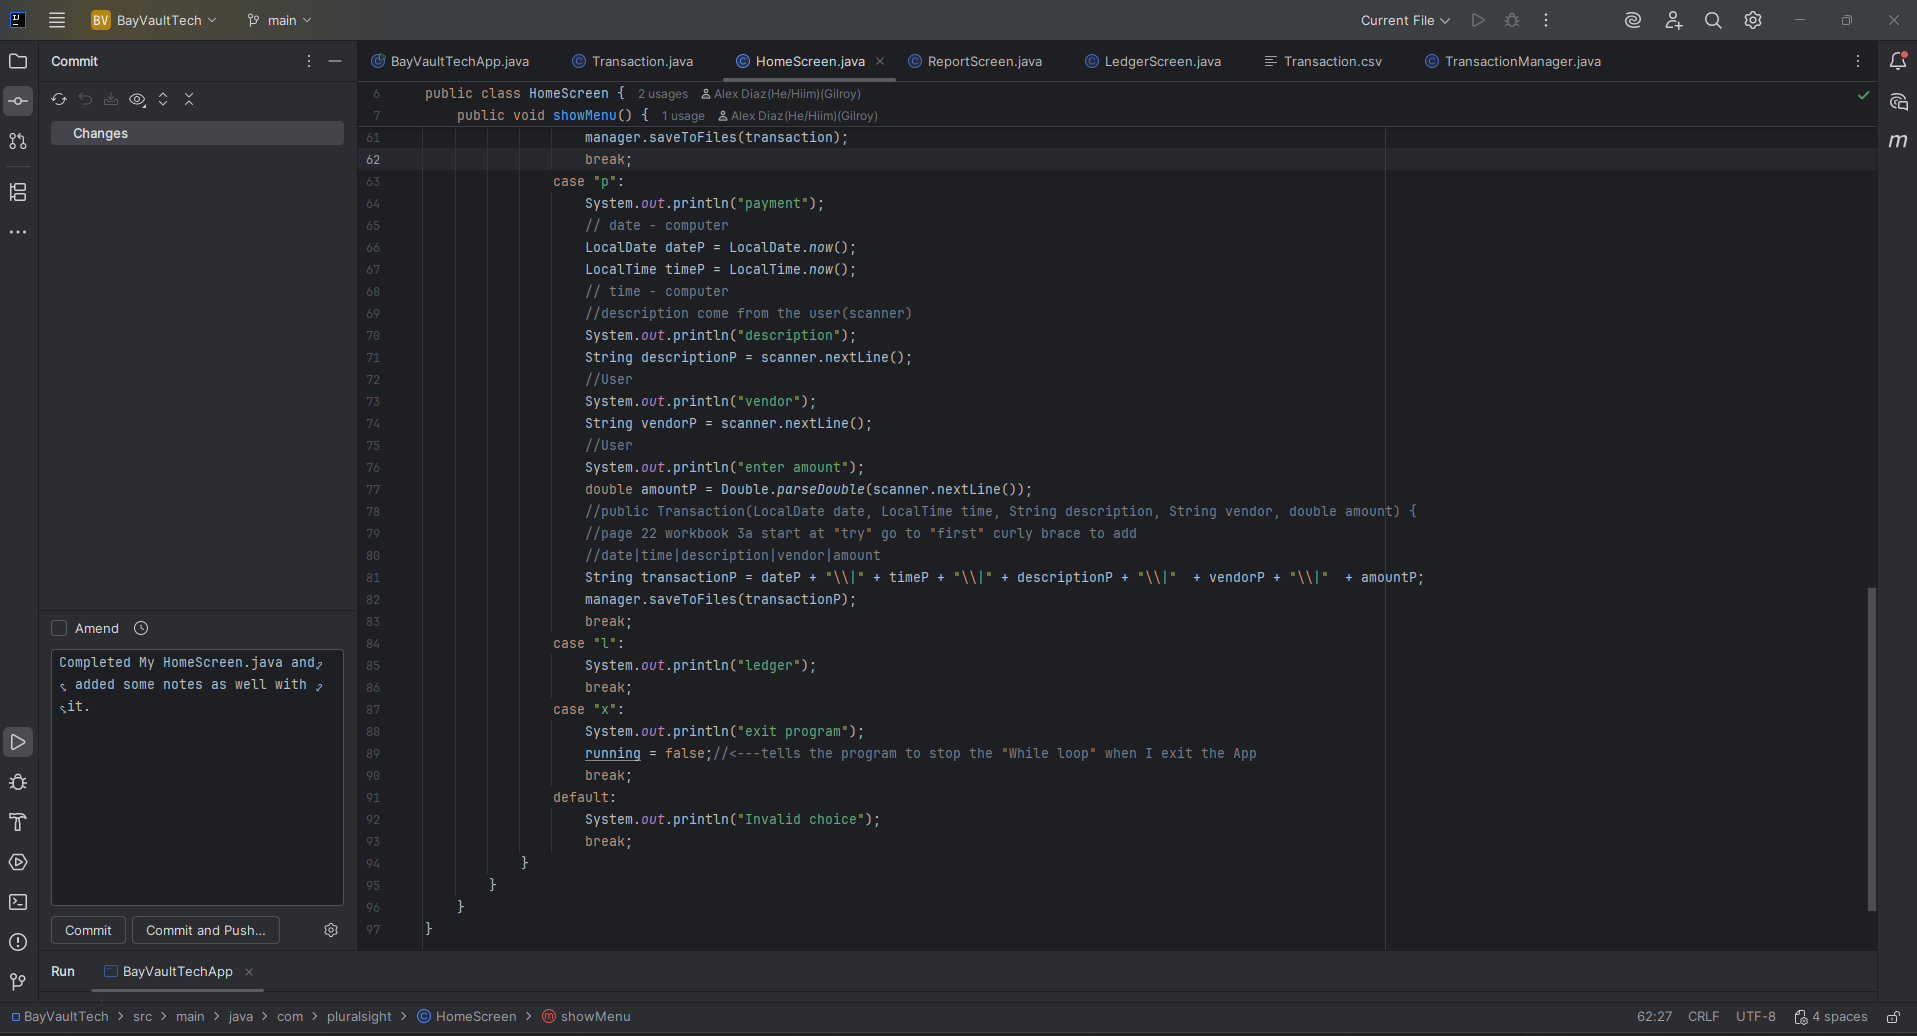 BV BayVaultTech main Current File
Commit
BayVaultTechApp.java Transaction.java HomeScreen.java ReportScreen.java LedgerScreen.java Transaction.csv TransactionManager.java
Changes
6 public class HomeScreen { 2 usages Alex Diaz(He/Hiim)(Gilroy)
7 public void showMenu() { 1 usage Alex Diaz(He/Hiim)(Gilroy)
61 manager.saveToFiles(transaction);
62 break;
63 case "p":
64 System.out.println("payment");
65 // date - computer
66 LocalDate dateP = LocalDate.now();
67 LocalTime timeP = LocalTime.now();
68 // time - computer
69 //description come from the user(scanner)
70 System.out.println("description");
71 String descriptionP = scanner.nextLine();
72 //User
73 System.out.println("vendor");
74 String vendorP = scanner.nextLine();
75 //User
76 System.out.println("enter amount");
77 double amountP = Double.parseDouble(scanner.nextLine());
78 //public Transaction(LocalDate date, LocalTime time, String description, String vendor, double amount) {
79 //page 22 workbook 3a start at "try" go to "first" curly brace to add
80 //date|time|description|vendor|amount
81 String transactionP = dateP + "\\|" + timeP + "\\|" + descriptionP + "\\|"  + vendorP + "\\|"  + amountP;
82 manager.saveToFiles(transactionP);
83 break;
84 case "l":
85 System.out.println("ledger");
86 break;
87 case "x":
88 System.out.println("exit program");
89 running = false;//<---tells the program to stop the "While loop" when I exit the App
90 break;
91 default:
92 System.out.println("Invalid choice");
93 break;
94 }
95 }
96 }
97 }
Amend
Completed My HomeScreen.java and
added some notes as well with
it.
Commit Commit and Push...
Run BayVaultTechApp
BayVaultTech > src > main > java > com > pluralsight > HomeScreen > showMenu 62:27 CRLF UTF-8 4 spaces